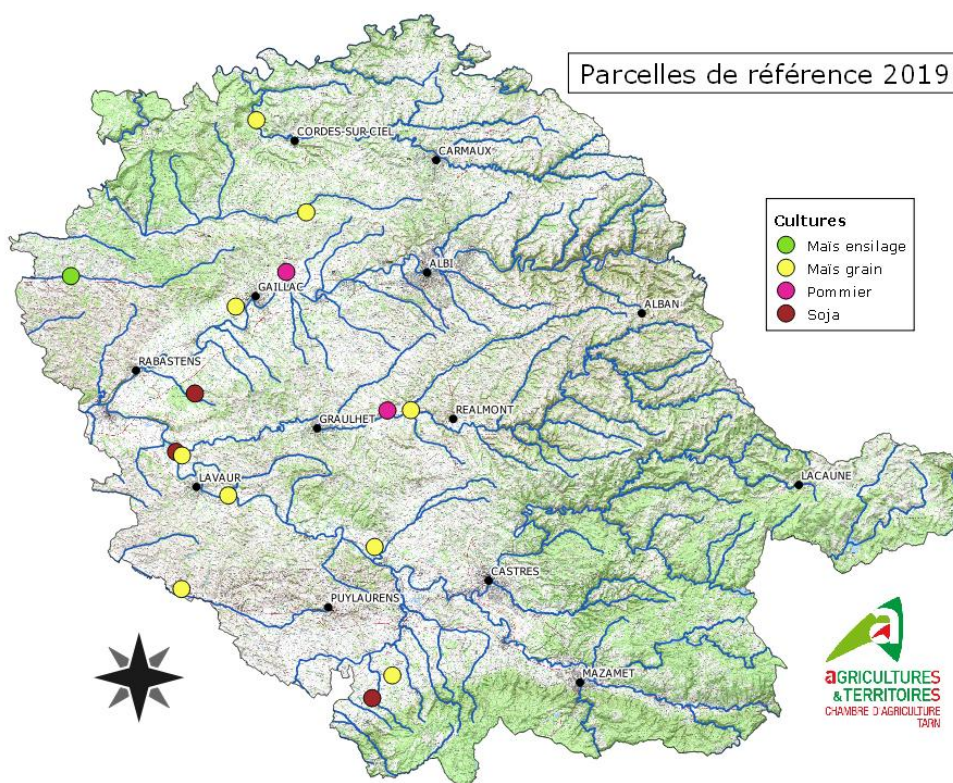 Parcelles de référence 2019
CORDES-SUR-CIEL
CARMAUX
Cultures
Maïs ensilage
Maïs grain
Pommier
Soja
ALBI
GAILLAC
ALBAN
RABASTENS
GRAULHET
REALMONT
LAVAUR
LACAUNE
CASTRES
PUYLAURENS
MAZAMET
a
aGRICULTURES
& TERRITOIRES
CHAMBRE D'AGRICULTURE
TARN